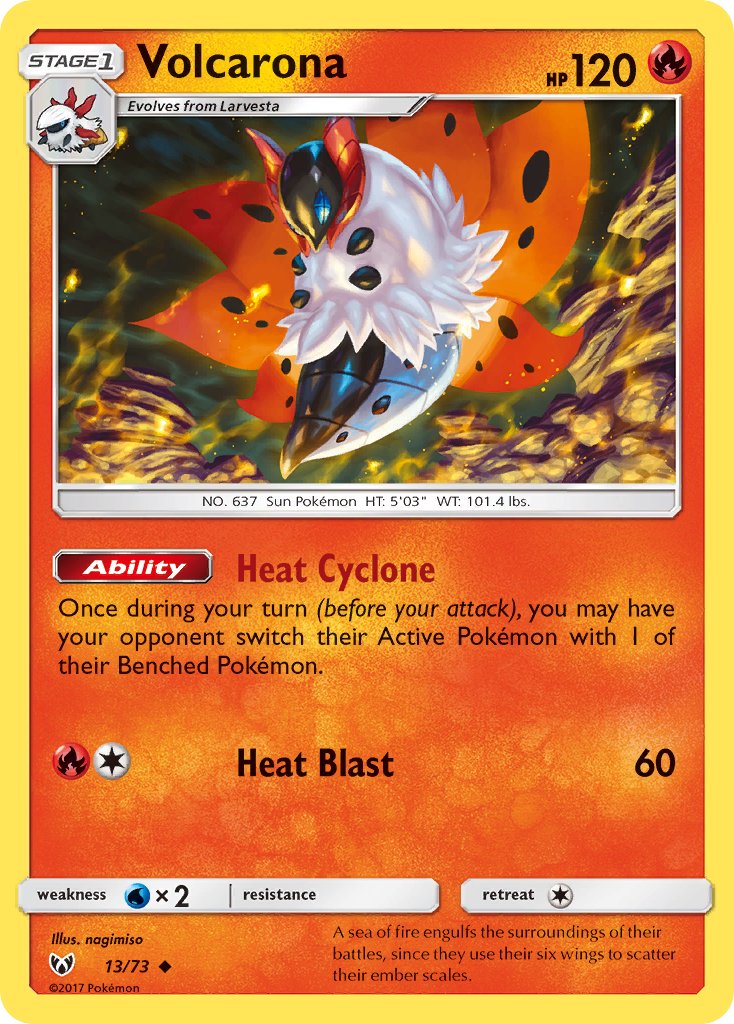 STAGE1
Volcarona
HP 120
Evolves from Larvesta
NO. 637 Sun Pokémon HT: 5'03" WT: 101.4 lbs.
Ability Heat Cyclone
Once during your turn (before your attack), you may have
your opponent switch their Active Pokémon with 1 of
their Benched Pokémon.
Heat Blast 60
weakness ×2 resistance retreat
Illus. nagimiso
13/73
©2017 Pokémon
A sea of fire engulfs the surroundings of their
battles, since they use their six wings to scatter
their ember scales.